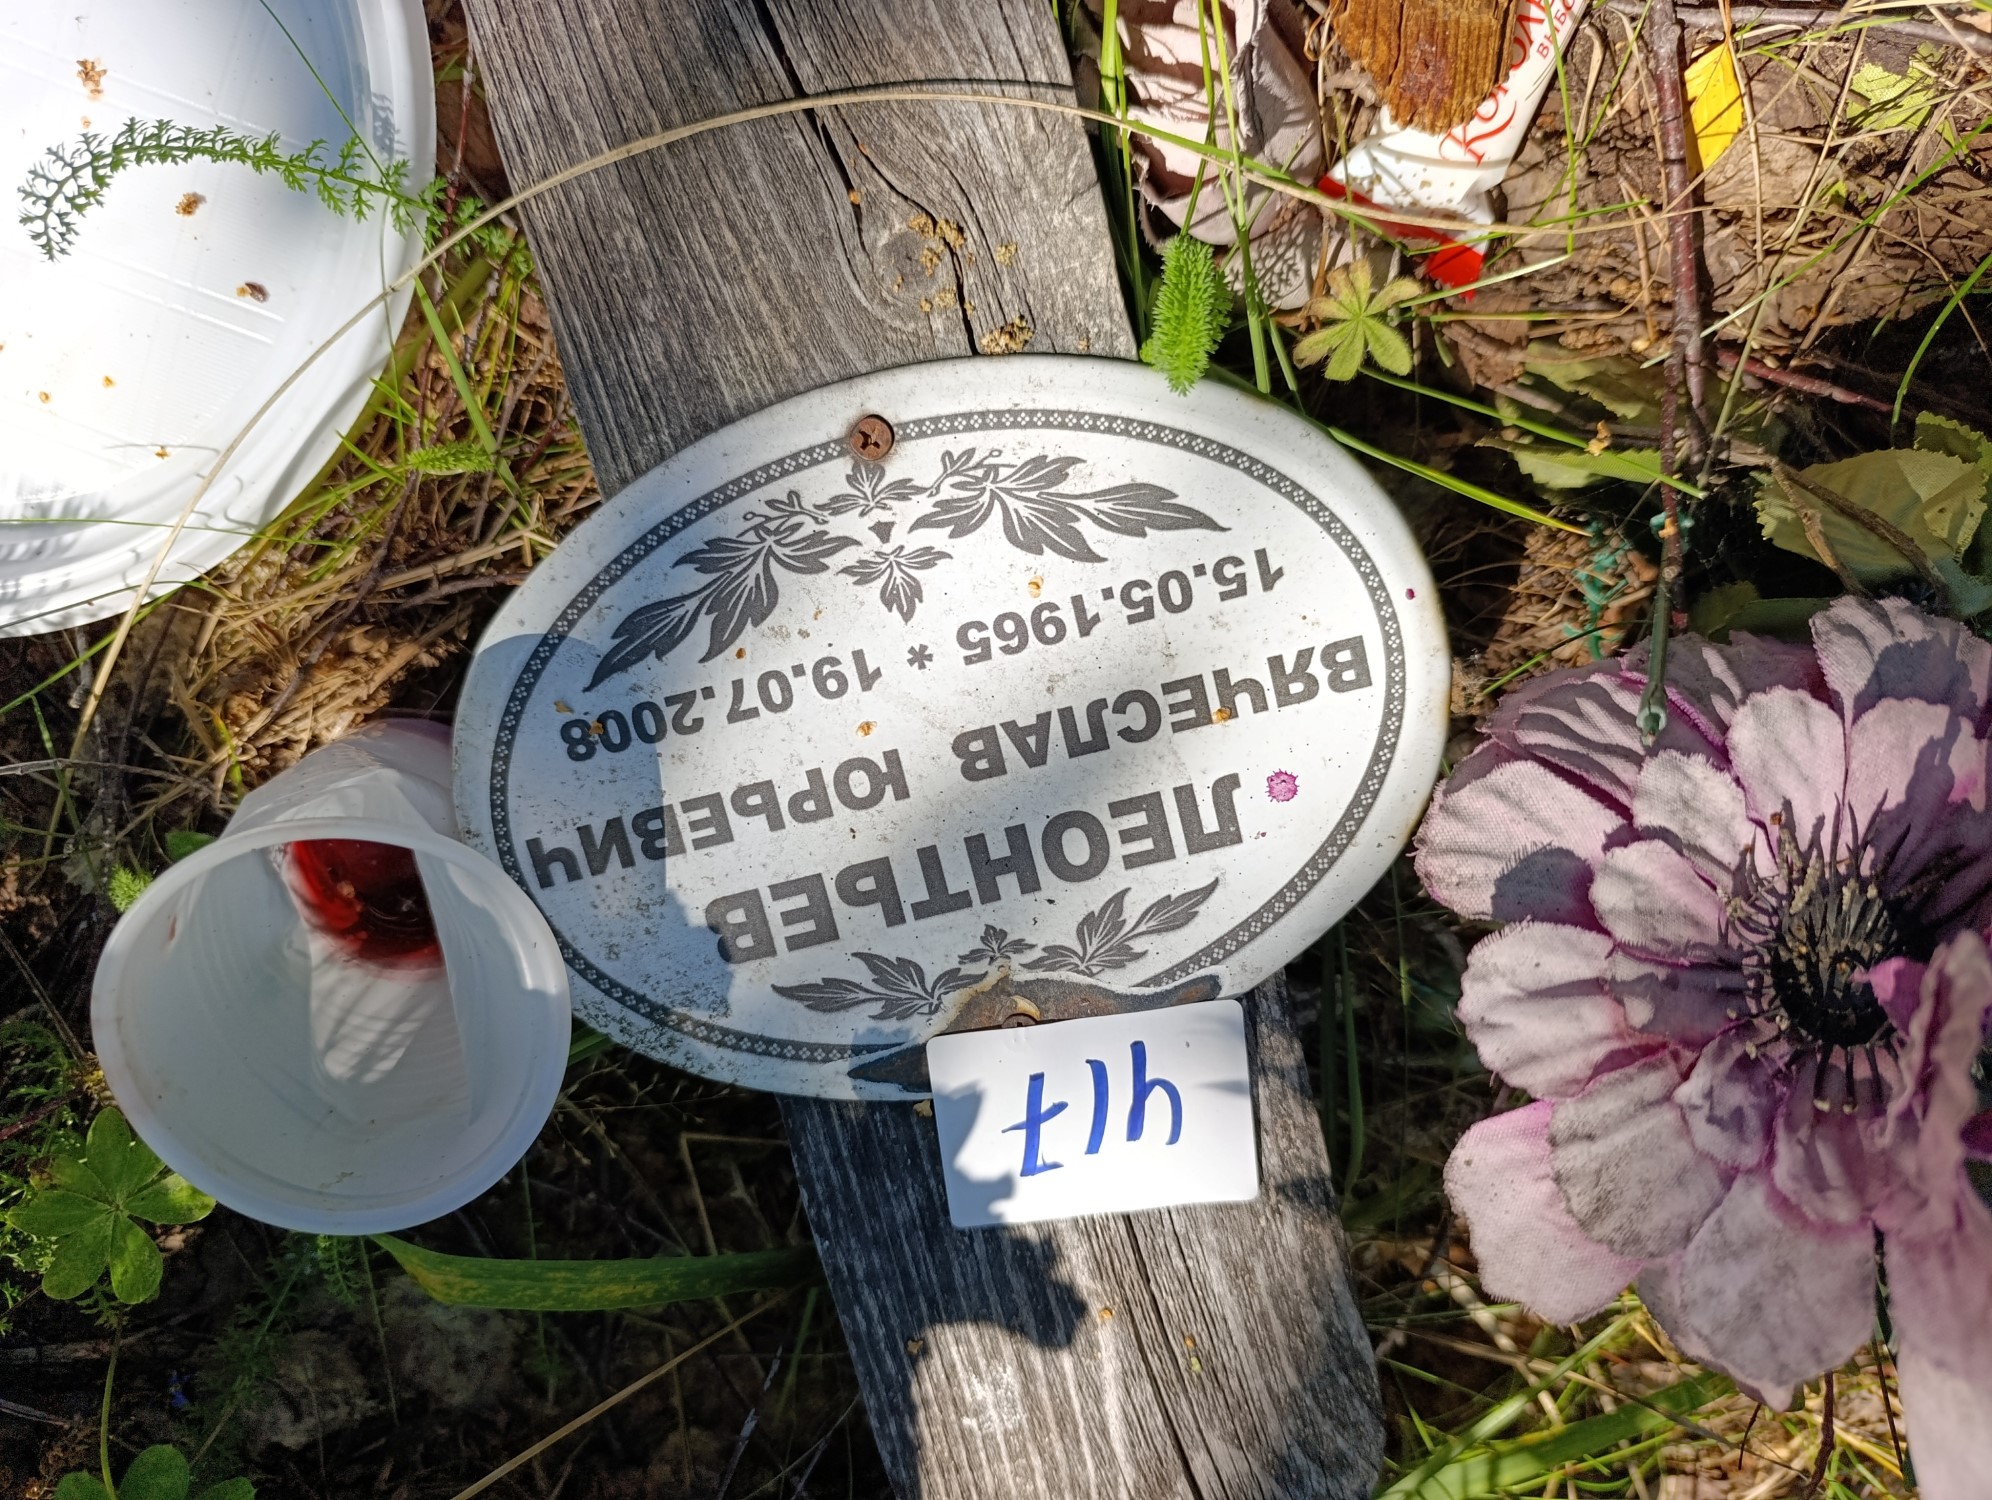 417
ЛЕОНТЬЕВ
ВЯЧЕСЛАВ ЮРЬЕВИЧ
15.05.1965 * 19.07.2008